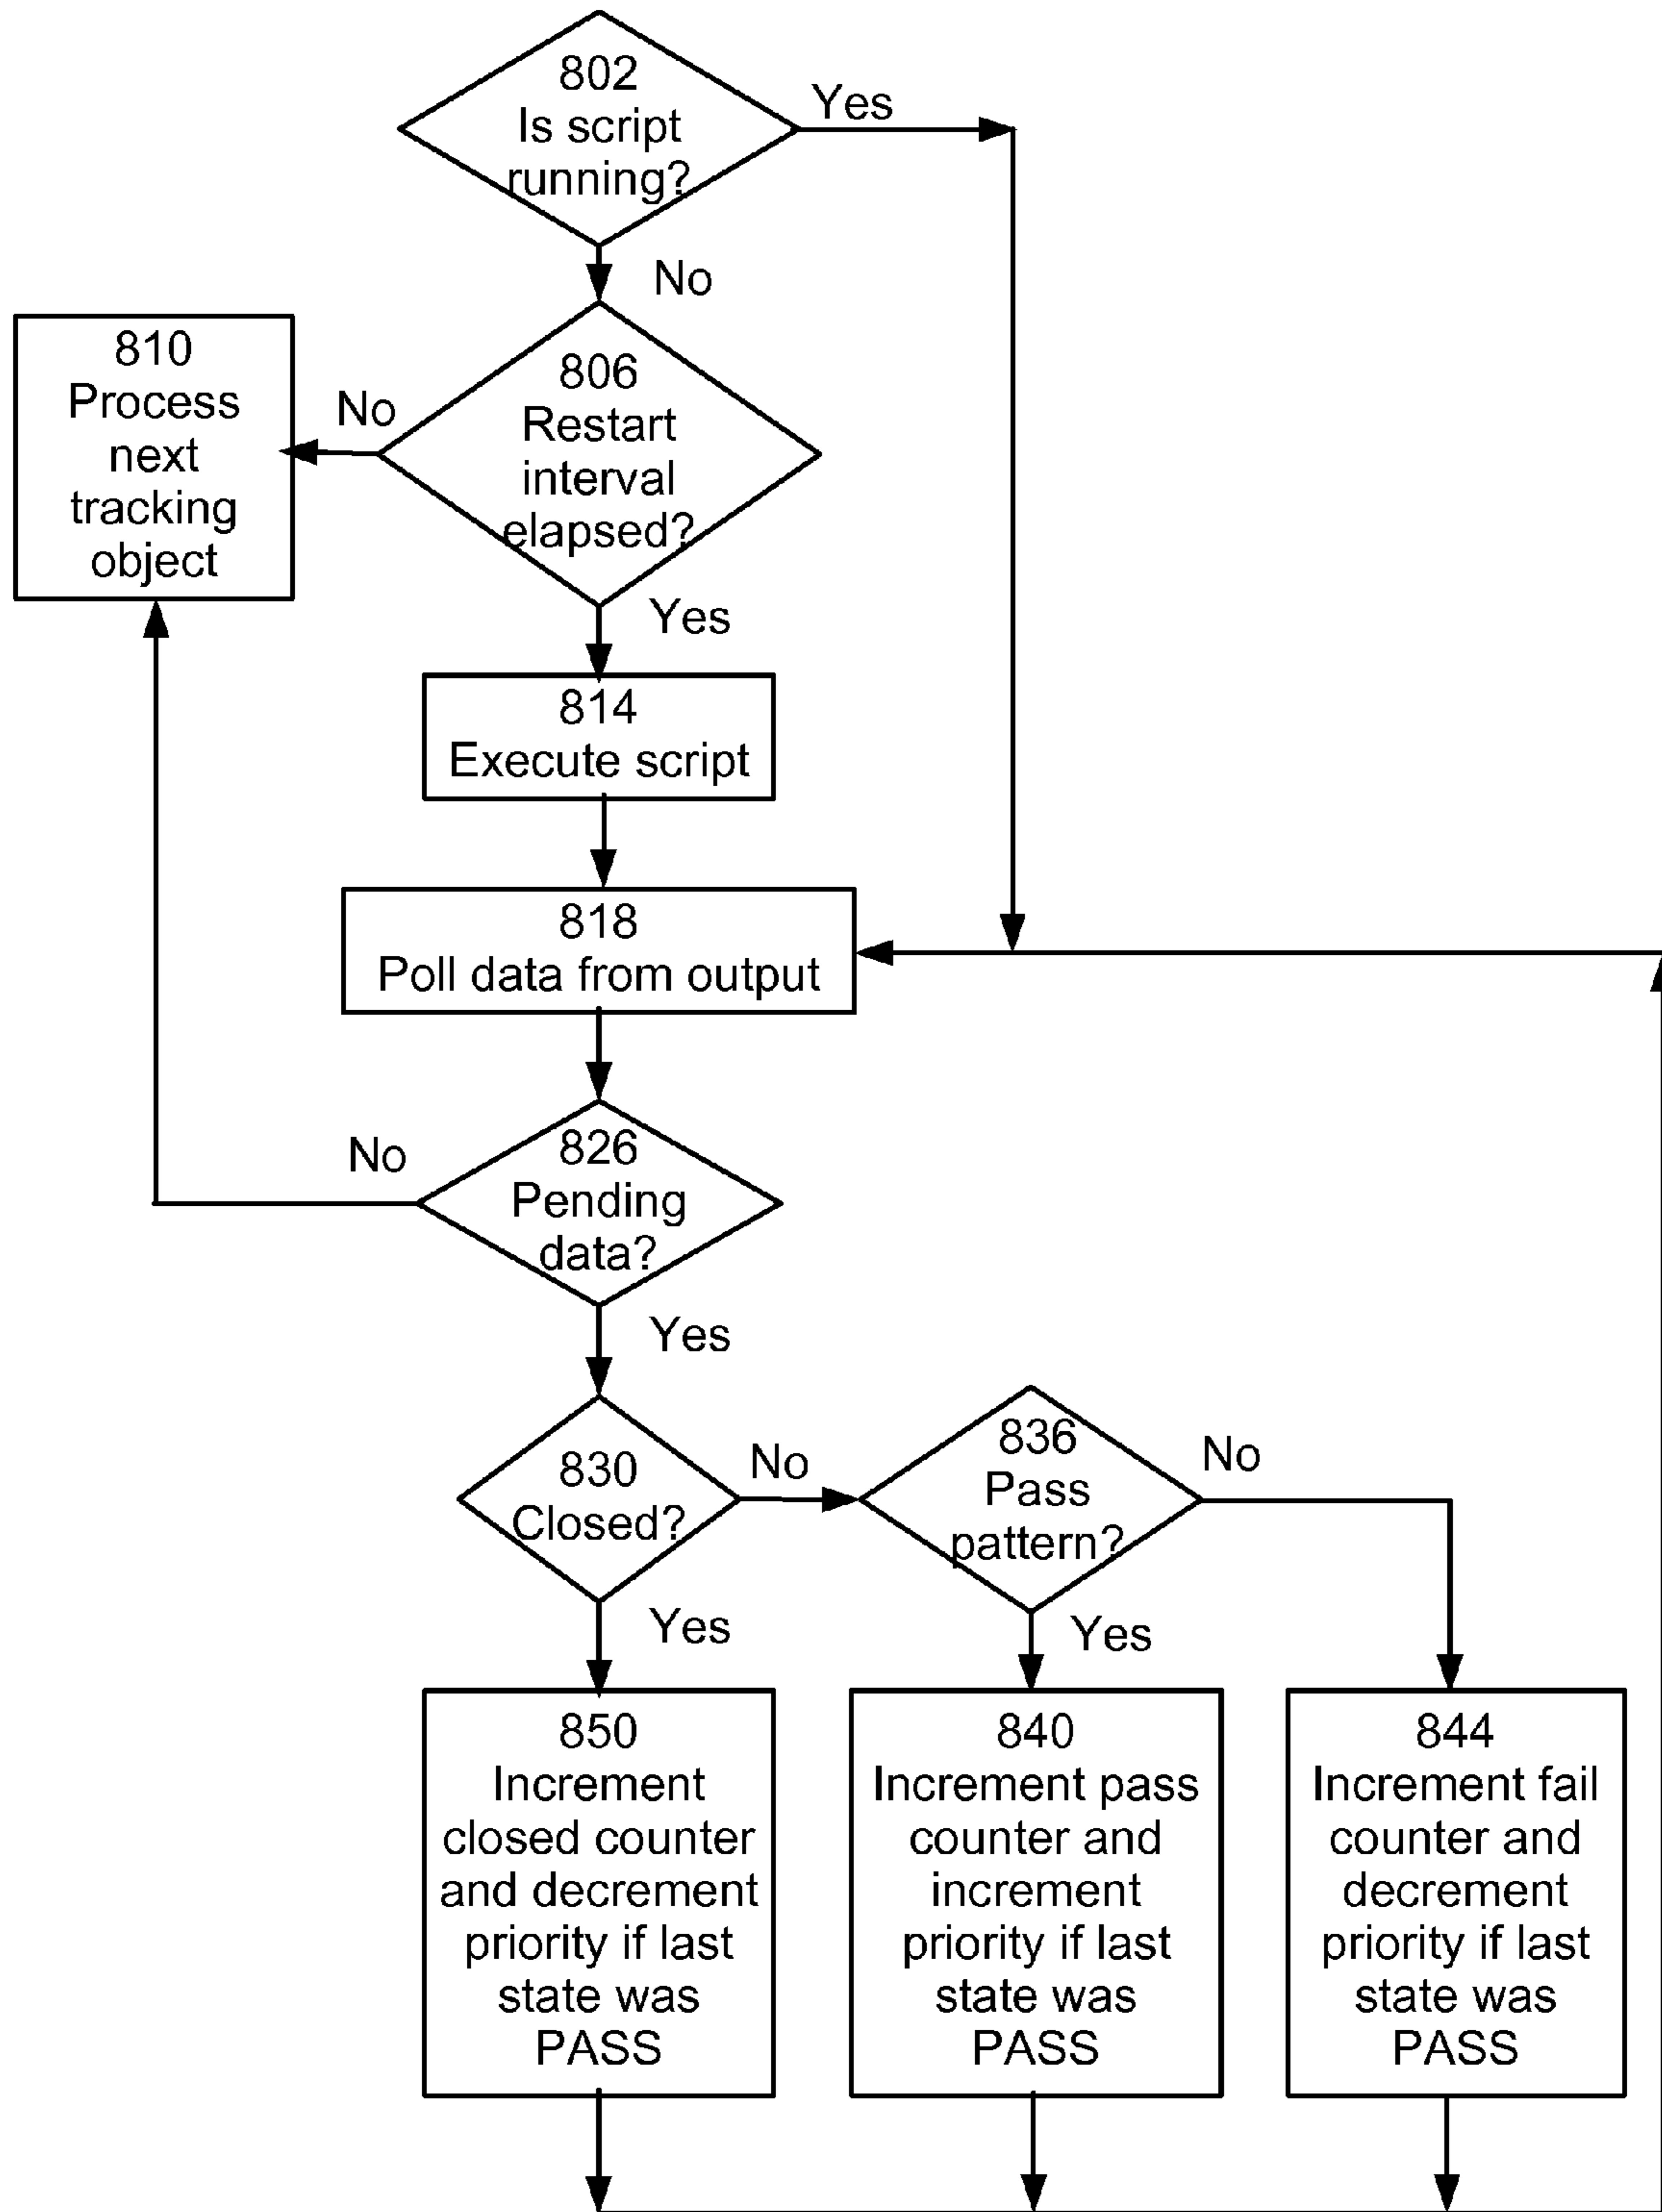 802
Is script
running?
Yes
No
810
Process
next
tracking
object
No
806
Restart
interval
elapsed?
Yes
814
Execute script
818
Poll data from output
No
826
Pending
data?
Yes
830
Closed?
No
836
Pass
pattern?
No
Yes
Yes
850
Increment
closed counter
and decrement
priority if last
state was
PASS
840
Increment pass
counter and
increment
priority if last
state was
PASS
844
Increment fail
counter and
decrement
priority if last
state was
PASS